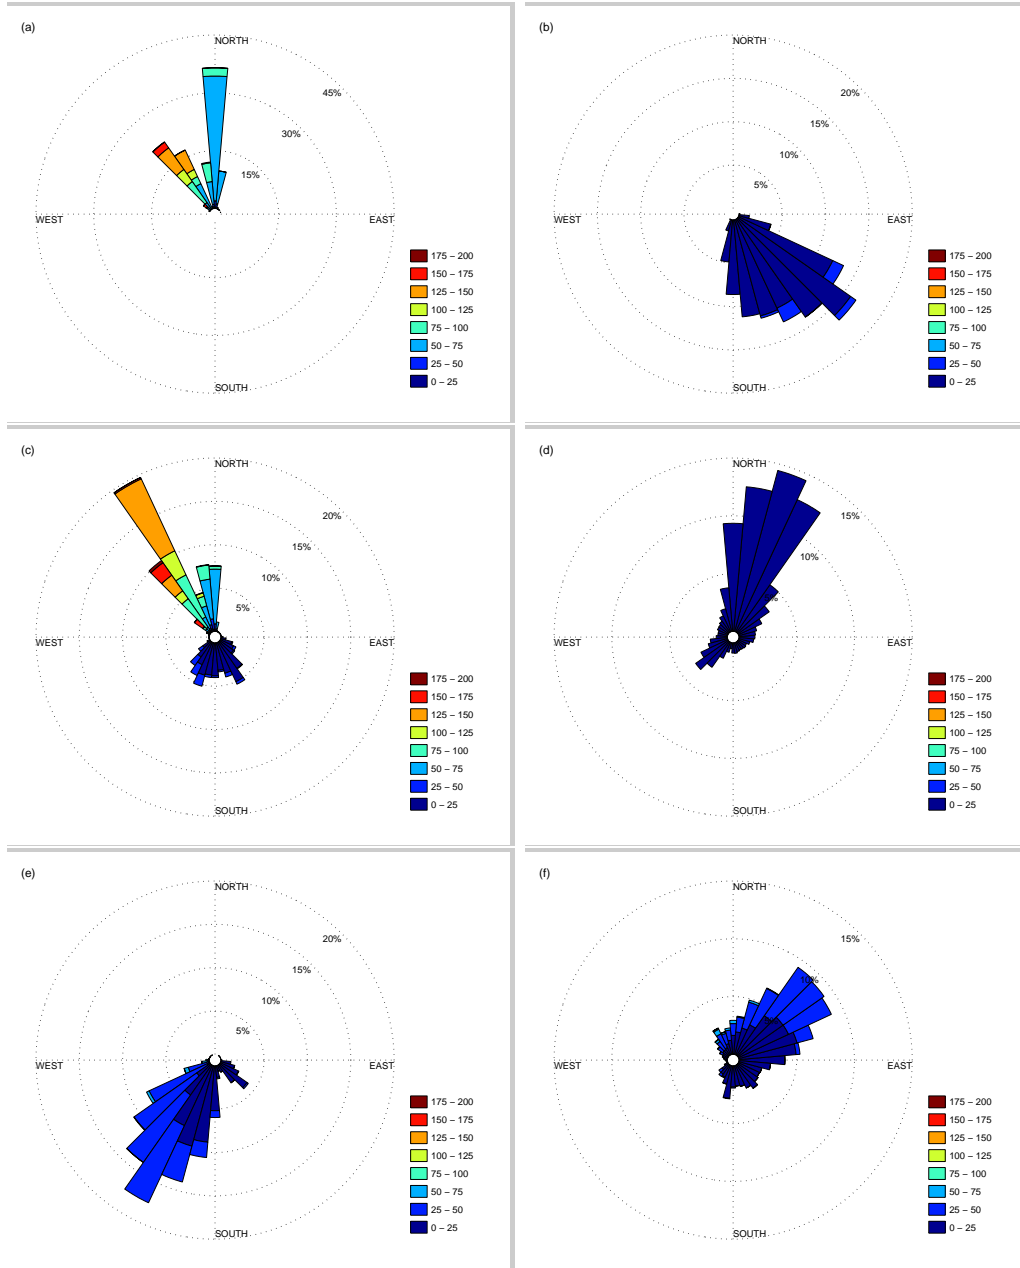 (a)
NORTH
45%
30%
15%
WEST
EAST
SOUTH
175 – 200
150 – 175
125 – 150
100 – 125
75 – 100
50 – 75
25 – 50
0 – 25
(b)
NORTH
20%
15%
10%
5%
WEST
EAST
SOUTH
175 – 200
150 – 175
125 – 150
100 – 125
75 – 100
50 – 75
25 – 50
0 – 25
(c)
NORTH
20%
15%
10%
5%
WEST
EAST
SOUTH
175 – 200
150 – 175
125 – 150
100 – 125
75 – 100
50 – 75
25 – 50
0 – 25
(d)
NORTH
15%
10%
WEST
EAST
SOUTH
175 – 200
150 – 175
125 – 150
100 – 125
75 – 100
50 – 75
25 – 50
0 – 25
(e)
NORTH
20%
15%
10%
5%
WEST
EAST
SOUTH
175 – 200
150 – 175
125 – 150
100 – 125
75 – 100
50 – 75
25 – 50
0 – 25
(f)
NORTH
15%
10%
WEST
EAST
SOUTH
175 – 200
150 – 175
125 – 150
100 – 125
75 – 100
50 – 75
25 – 50
0 – 25